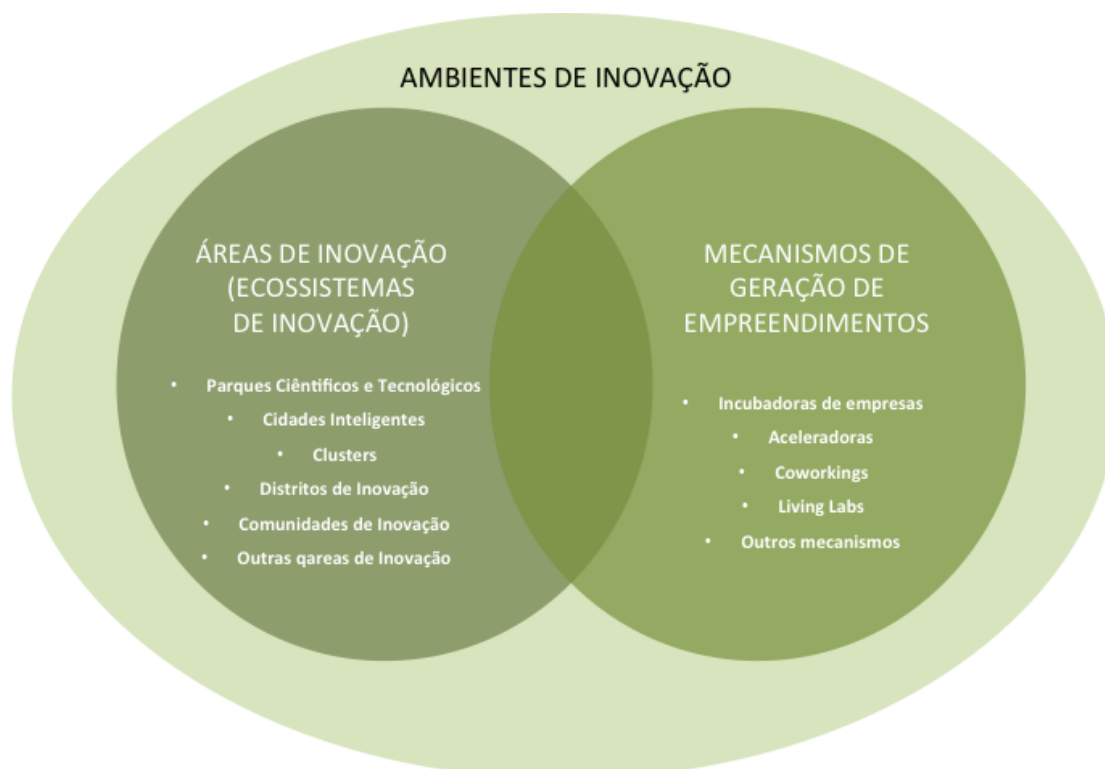 AMBIENTES DE INOVAÇÃO
ÁREAS DE INOVAÇÃO
(ECOSSISTEMAS
DE INOVAÇÃO)
• Parques Ciêntificos e Tecnológicos
• Cidades Inteligentes
• Clusters
• Distritos de Inovação
• Comunidades de Inovação
• Outras qareas de Inovação
MECANISMOS DE
GERAÇÃO DE
EMPREENDIMENTOS
• Incubadoras de empresas
• Aceleradoras
• Coworkings
• Living Labs
• Outros mecanismos